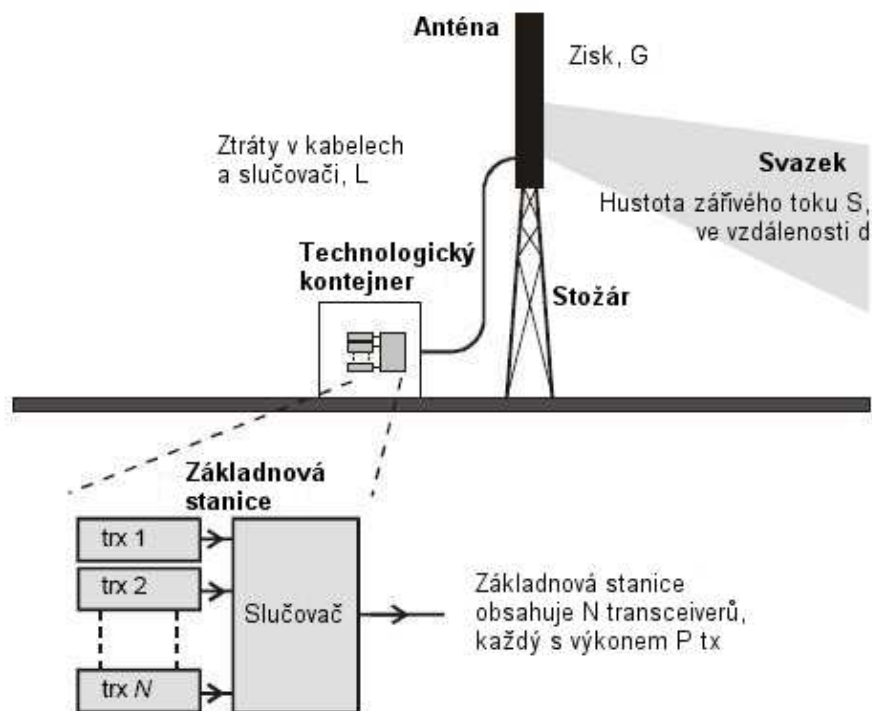 Anténa
Zisk, G
Ztráty v kabelech
a slučovači, L
Svazek
Hustota zářivého toku S,
ve vzdálenosti d
Technologický
kontejner
Stožár
Základnová
stanice
trx 1
trx 2
Slučovač
trx N
Základnová stanice
obsahuje N transceiverů,
každý s výkonem P tx